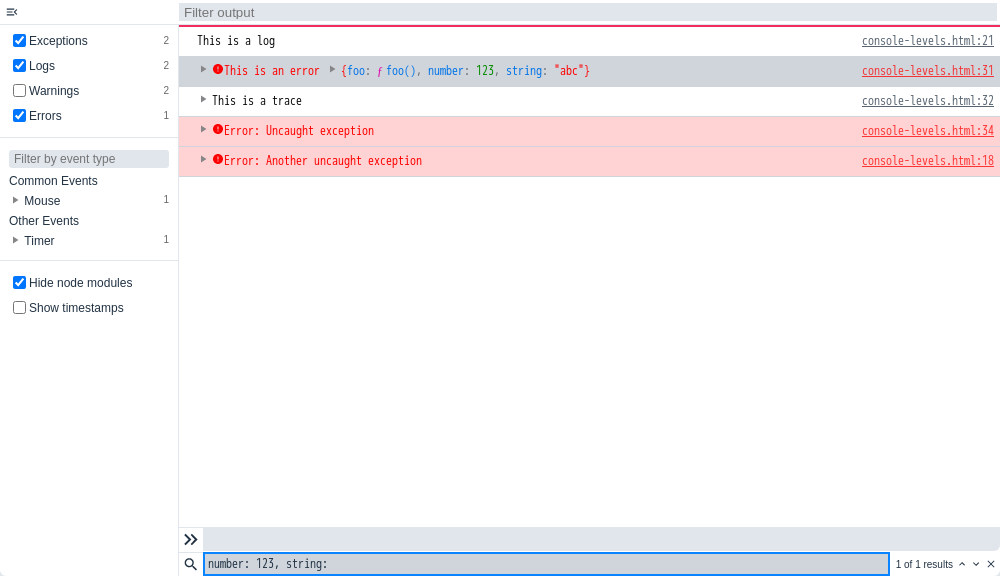 Filter output
Exceptions 2
Logs 2
Warnings 2
Errors 1
Filter by event type
Common Events
Mouse 1
Other Events
Timer 1
Hide node modules
Show timestamps
This is a log console-levels.html:21
This is an error {foo: ƒ foo(), number: 123, string: "abc"} console-levels.html:31
This is a trace console-levels.html:32
Error: Uncaught exception console-levels.html:34
Error: Another uncaught exception console-levels.html:18
number: 123, string: 1 of 1 results